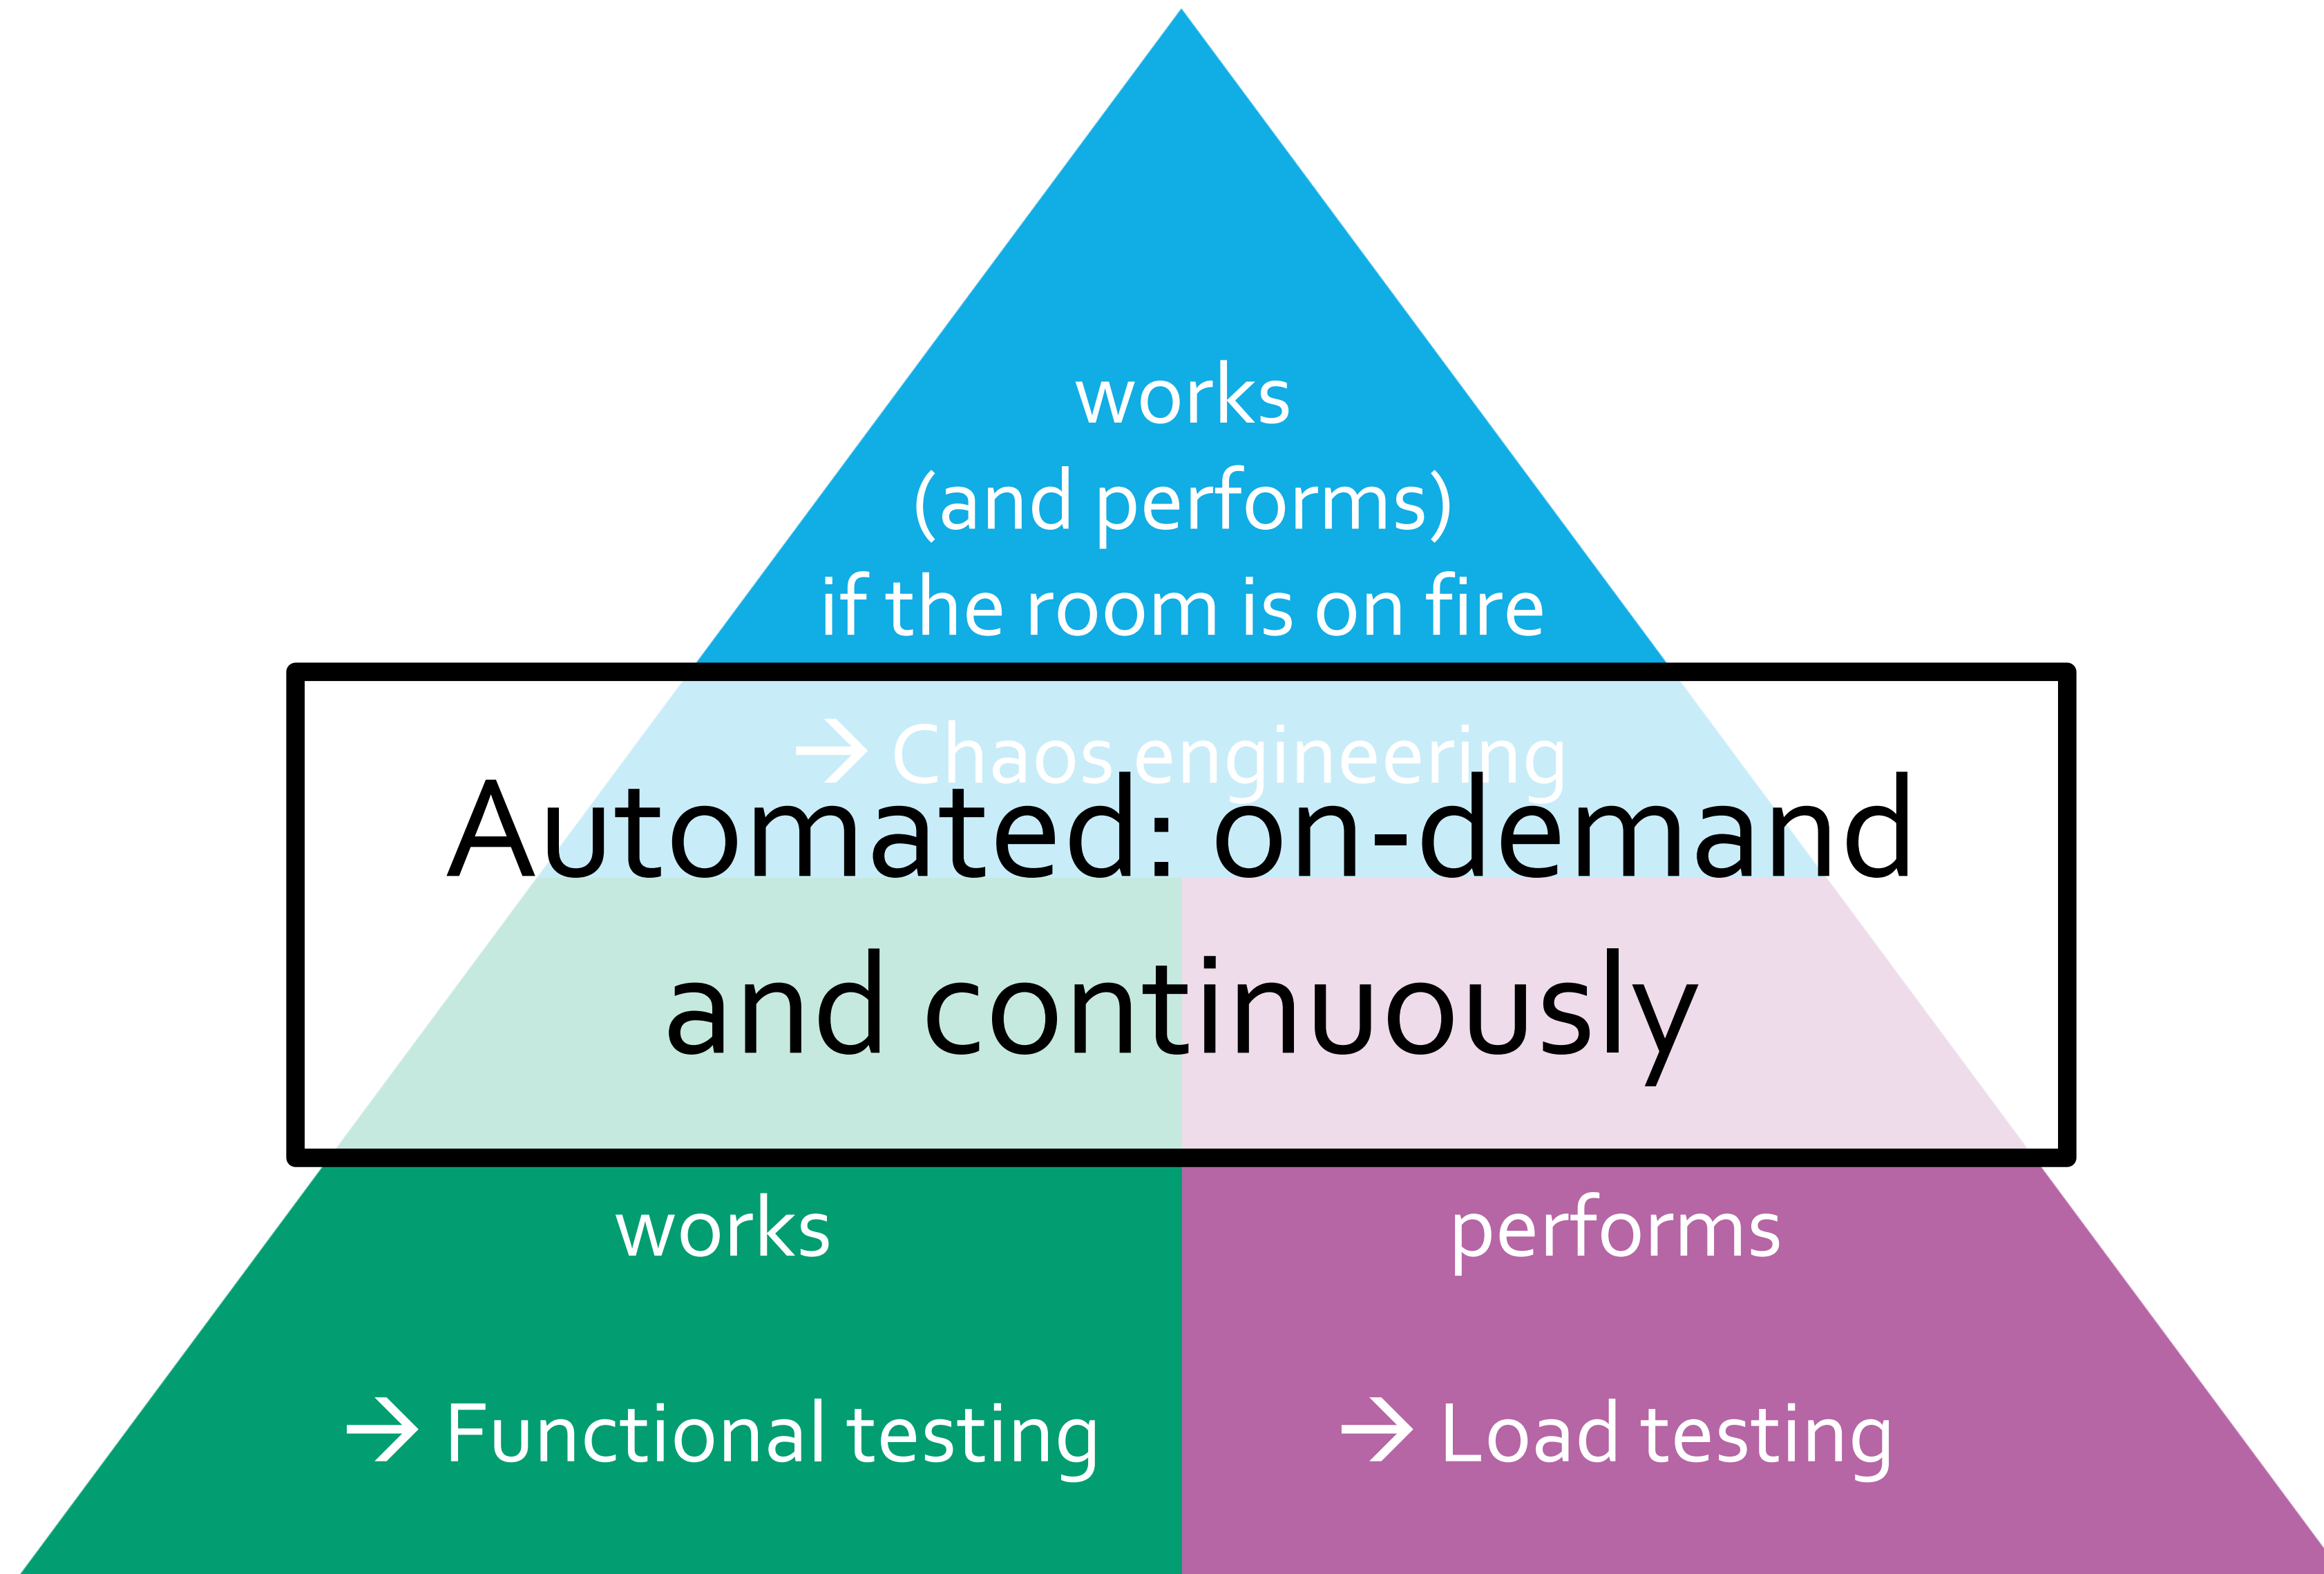 works
(and performs)
if the room is on fire
→ Chaos engineering
Automated: on-demand
and continuously
works
performs
→ Functional testing
→ Load testing